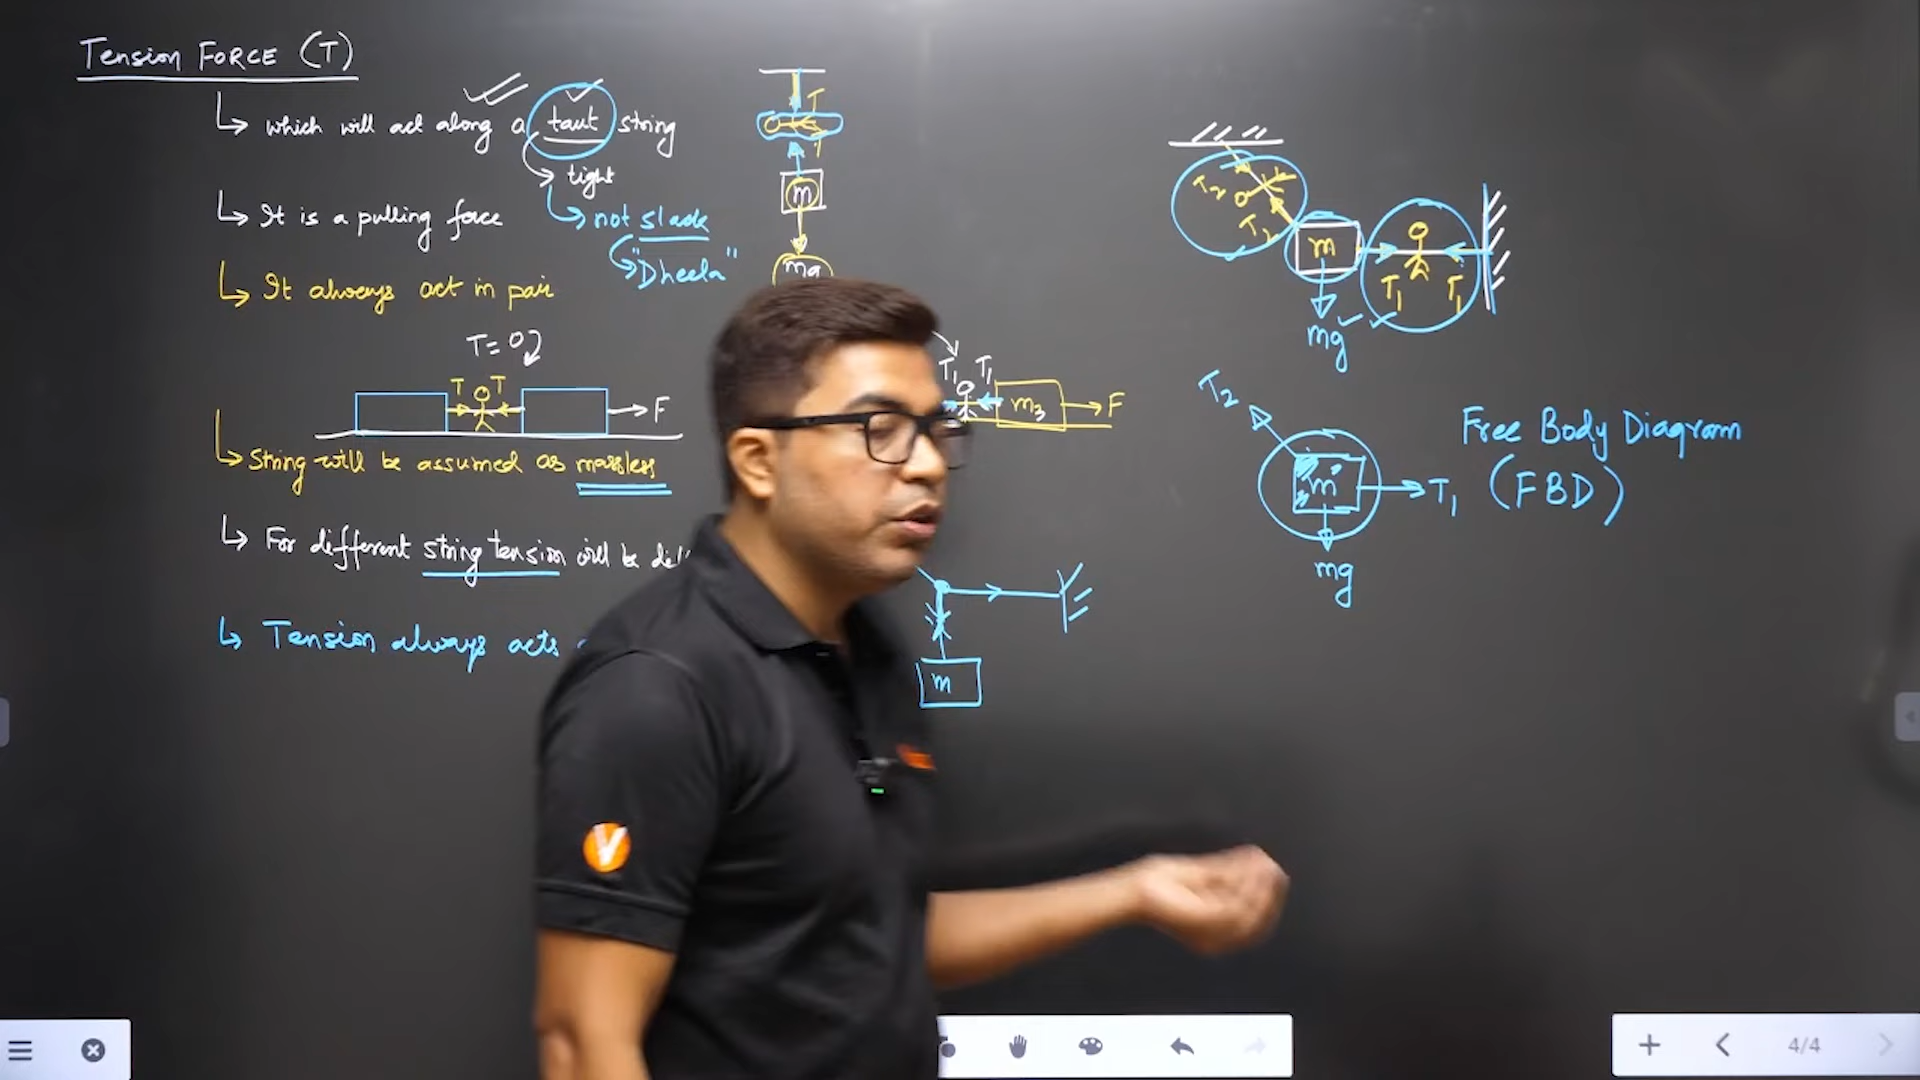 Tension FORCE (T)
↳ which will act along a taut string
→ tight
↳ not slack
"Dheela"
↳ It is a pulling force
↳ It always act in pair
T = 0
T T
F
↳ String will be assumed as massless
↳ For different string tension will be
↳ Tension always acts
T
T
m
mg
T₁ T₁
m₃
F
m
T₂
T₂
m
T₁ T₁
mg
T₂
m
T₁
mg
Free Body Diagram
(FBD)
V
4/4